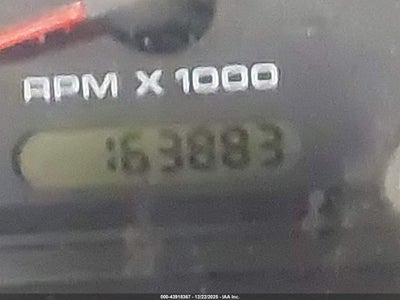 RPM X 1000
163883
000-43918367 - 12/22/2025 - IAA Inc.